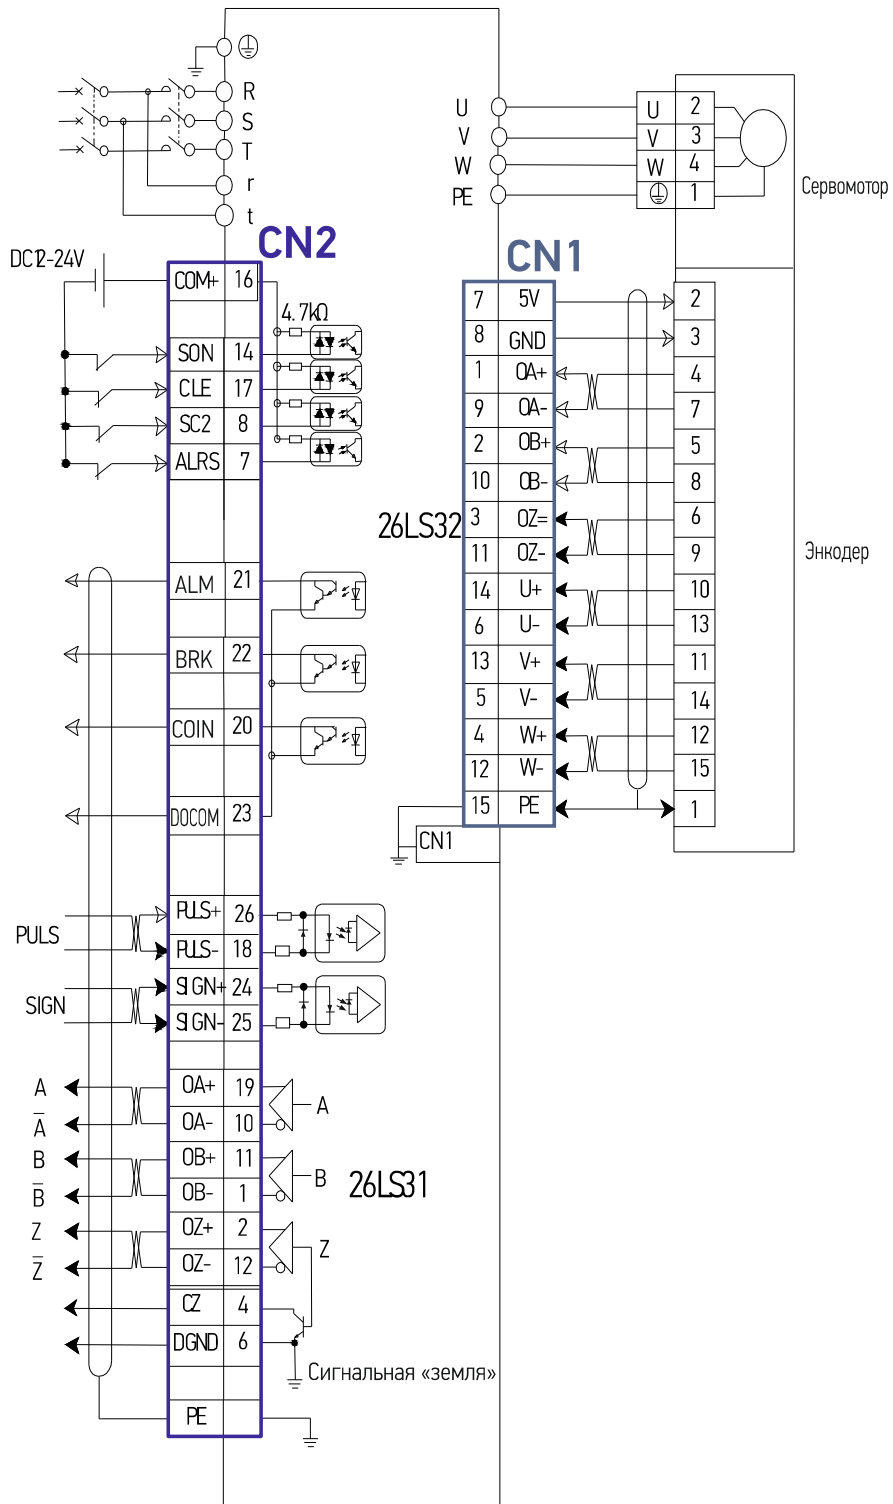 R
S
T
r
t
U
V
W
PE
U 2
V 3
W 4
1
Сервомотор
CN2
CN1
DC12-24V
COM+ 16
4.7kΩ
SON 14
CLE 17
SC2 8
ALRS 7
7 5V 2
8 GND 3
1 OA+ 4
9 OA- 7
2 OB+ 5
10 OB- 8
26LS32
3 OZ= 6
11 OZ- 9
Энкодер
14 U+ 10
6 U- 13
13 V+ 11
5 V- 14
4 W+ 12
12 W- 15
15 PE 1
CN1
ALM 21
BRK 22
COIN 20
DOCOM 23
PULS
PULS+ 26
PULS- 18
SIGN
SIGN+ 24
SIGN- 25
A OA+ 19
A
A̅ OA- 10
B OB+ 11
B
B̅ OB- 1
26LS31
Z OZ+ 2
Z
Z̅ OZ- 12
CZ 4
DGND 6
Сигнальная «земля»
PE